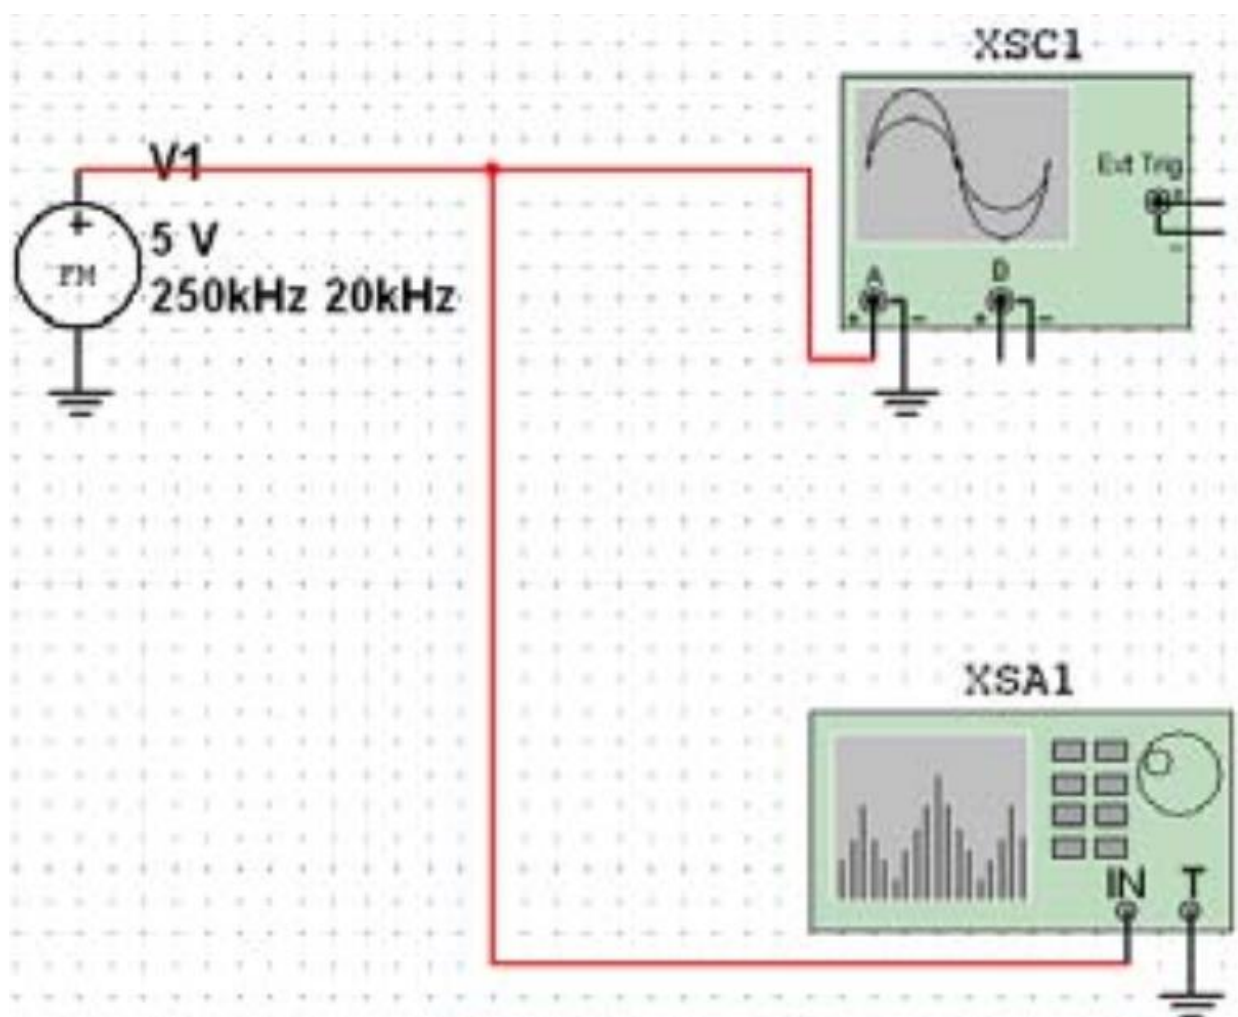 XSC1
V1
Ext Trig
+
5 V
FM
250kHz 20kHz
A
B
+ − + −
XSA1
IN T